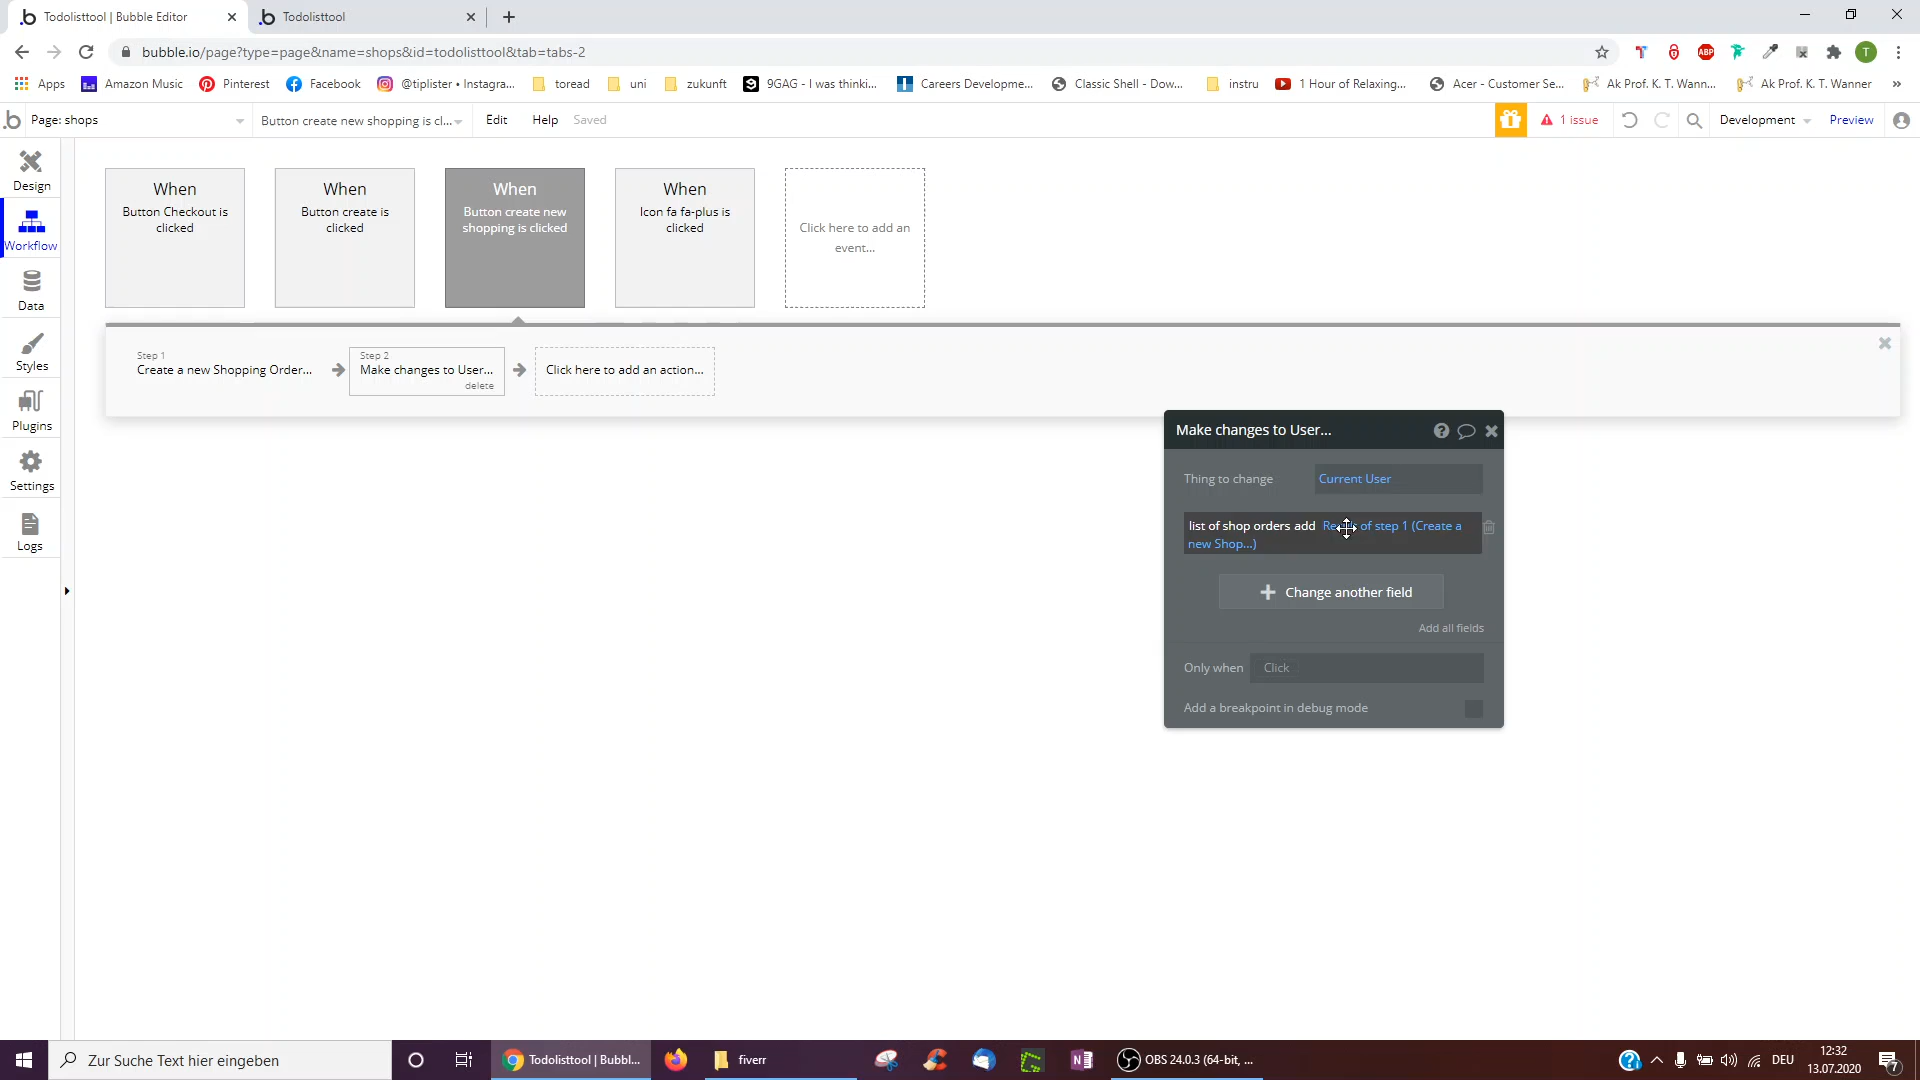 Todolisttool | Bubble Editor
Todolisttool
bubble.io/page?type=page&name=shops&id=todolisttool&tab=tabs-2
ABP
T
Apps
Amazon Music
Pinterest
Facebook
@tiplister • Instagra...
toread
uni
zukunft
9GAG - I was thinki...
Careers Developme...
Classic Shell - Dow...
instru
1 Hour of Relaxing...
Acer - Customer Se...
Ak Prof. K. T. Wann...
Ak Prof. K. T. Wanner
»
Page: shops
Button create new shopping is cl...
Edit
Help
Saved
1 issue
Development
Preview
Design
Workflow
Data
Styles
Plugins
Settings
Logs
When
Button Checkout is
clicked
When
Button create is
clicked
When
Button create new
shopping is clicked
When
Icon fa fa-plus is
clicked
Click here to add an
event...
Step 1
Create a new Shopping Order...
Step 2
Make changes to User...
delete
Click here to add an action...
Make changes to User...
Thing to change
Current User
list of shop orders add of step 1 (Create a
new Shop...)
Change another field
Add all fields
Only when
Click
Add a breakpoint in debug mode
Zur Suche Text hier eingeben
Todolisttool | Bubbl...
fiverr
OBS 24.0.3 (64-bit, ...
DEU
12:32
13.07.2020
7